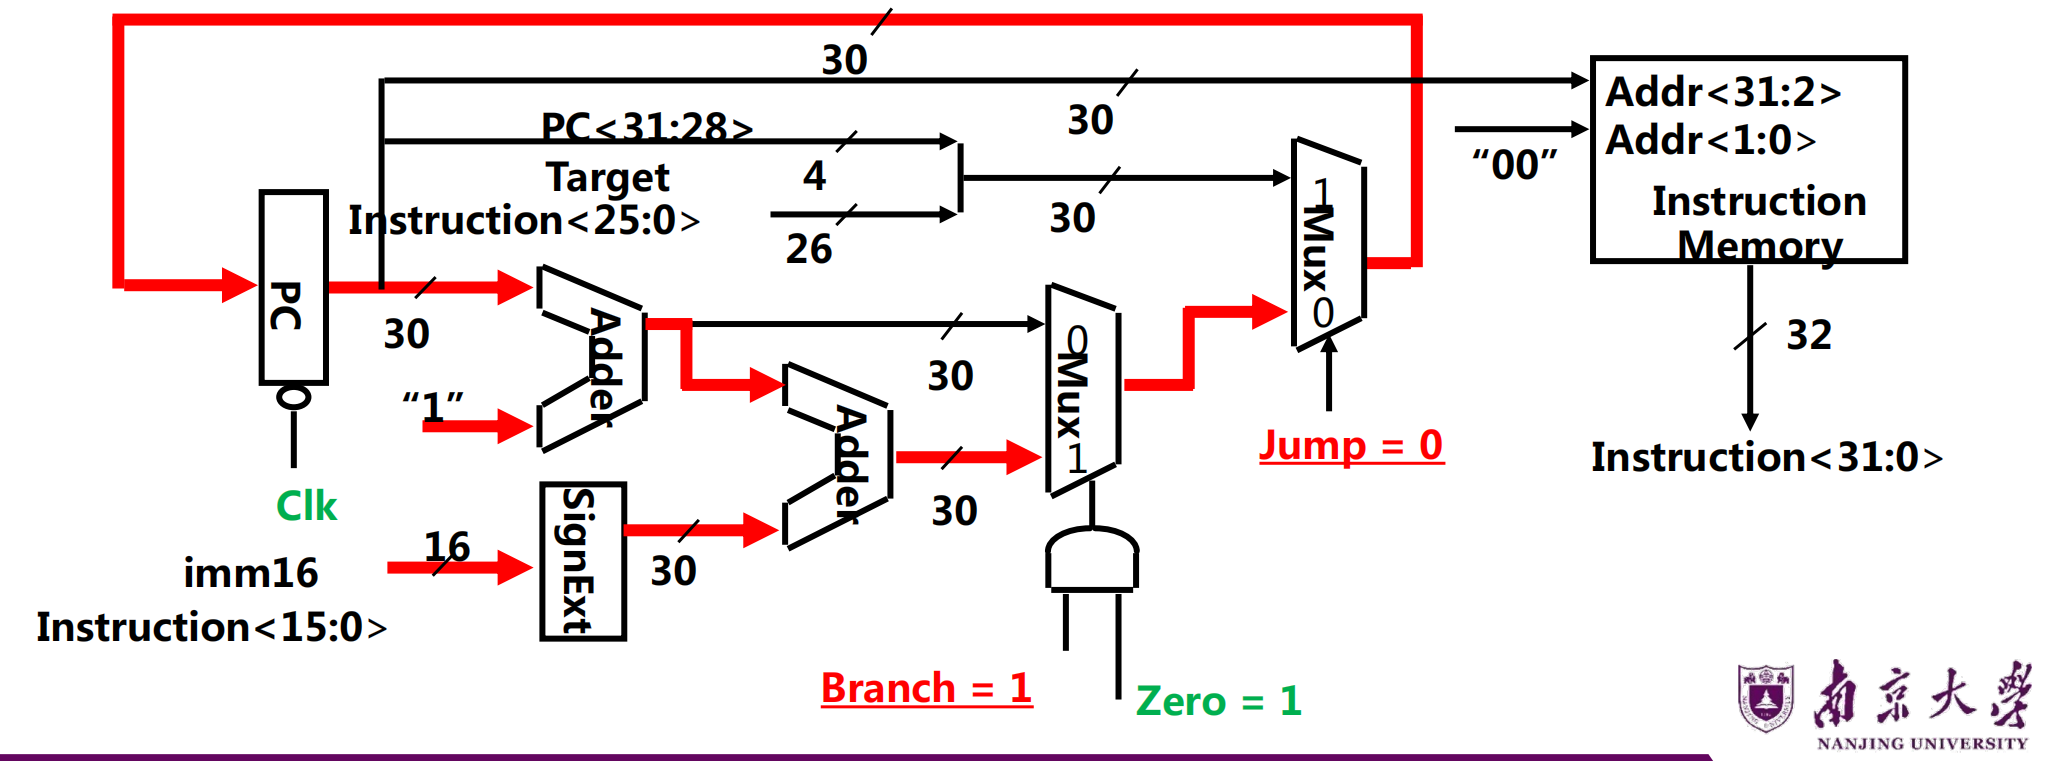 30
Addr<31:2>
PC<31:28>
30
Addr<1:0>
"00"
Target
4
1
Instruction
Memory
Instruction<25:0>
30
26
Mux
PC
30
Adder
0
0
30
Mux
32
"1"
Adder
1
Jump = 0
Instruction<31:0>
Clk
SignExt
30
16
imm16
30
Instruction<15:0>
Branch = 1
Zero = 1
南京大学
NANJING UNIVERSITY